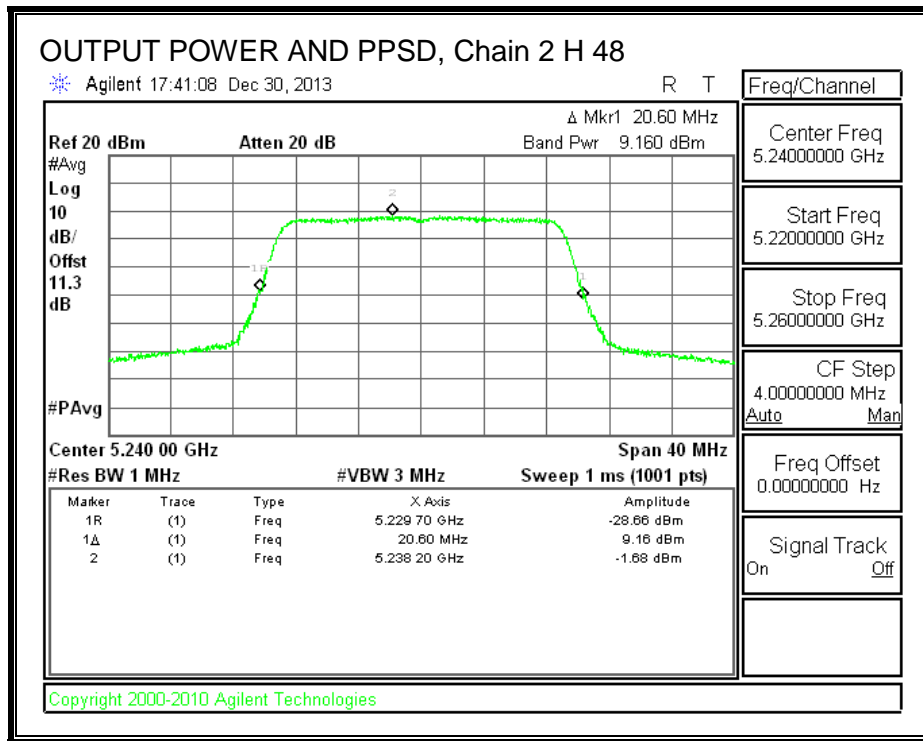 OUTPUT POWER AND PPSD, Chain 2 H 48
Agilent 17:41:08 Dec 30, 2013 R T
Freq/Channel
Δ Mkr1 20.60 MHz
Ref 20 dBm Atten 20 dB Band Pwr 9.160 dBm
#Avg
Log
10
dB/
Offst
11.3
dB
#PAvg
2
1R
1
Center 5.240 00 GHz Span 40 MHz
#Res BW 1 MHz #VBW 3 MHz Sweep 1 ms (1001 pts)
Marker Trace Type X Axis Amplitude
1R (1) Freq 5.229 70 GHz -28.66 dBm
1Δ (1) Freq 20.60 MHz 9.16 dBm
2 (1) Freq 5.238 20 GHz -1.68 dBm
Center Freq
5.24000000 GHz
Start Freq
5.22000000 GHz
Stop Freq
5.26000000 GHz
CF Step
4.00000000 MHz
Auto Man
Freq Offset
0.00000000 Hz
Signal Track
On Off
Copyright 2000-2010 Agilent Technologies